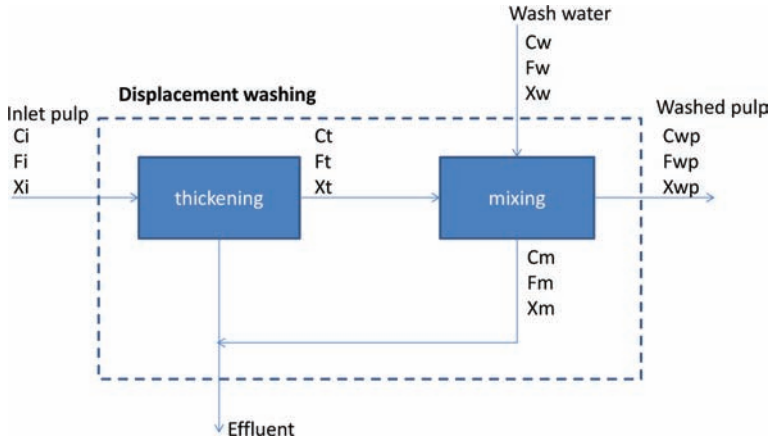 Wash water
Cw
Fw
Xw
Displacement washing
Inlet pulp
Ci
Fi
Xi
Ct
Ft
Xt
Washed pulp
Cwp
Fwp
Xwp
thickening
mixing
Cm
Fm
Xm
Effluent